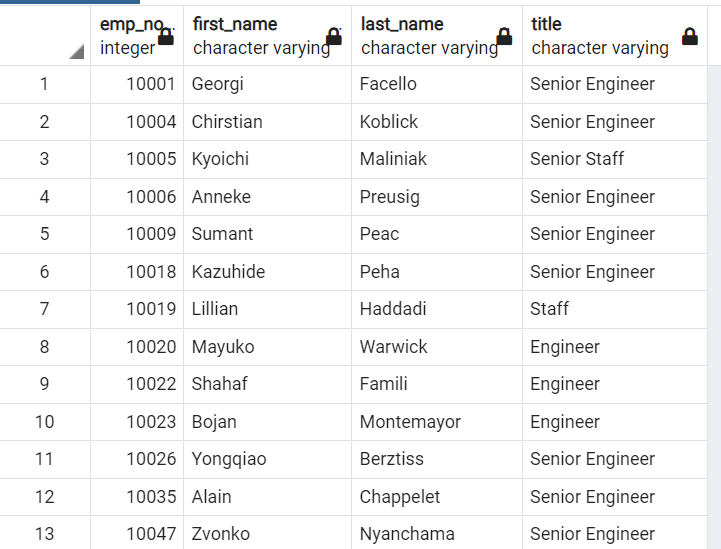 emp_no first_name last_name title
integer character varying character varying character varying
1 10001 Georgi Facello Senior Engineer
2 10004 Chirstian Koblick Senior Engineer
3 10005 Kyoichi Maliniak Senior Staff
4 10006 Anneke Preusig Senior Engineer
5 10009 Sumant Peac Senior Engineer
6 10018 Kazuhide Peha Senior Engineer
7 10019 Lillian Haddadi Staff
8 10020 Mayuko Warwick Engineer
9 10022 Shahaf Famili Engineer
10 10023 Bojan Montemayor Engineer
11 10026 Yongqiao Berztiss Senior Engineer
12 10035 Alain Chappelet Senior Engineer
13 10047 Zvonko Nyanchama Senior Engineer